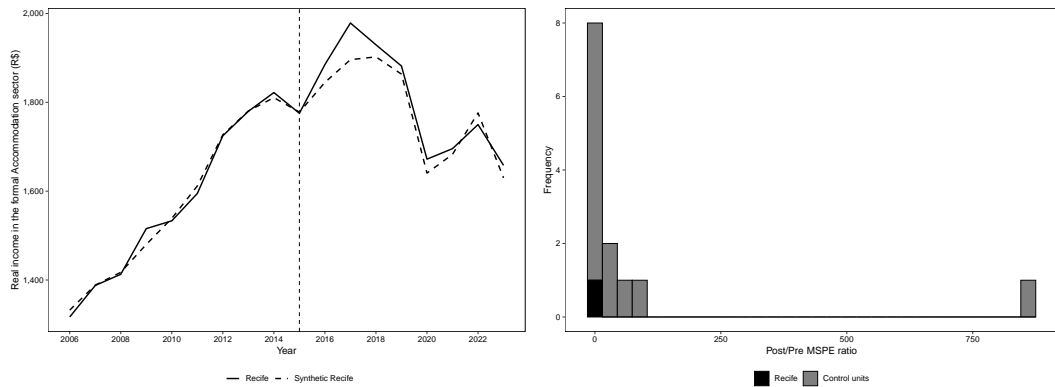 Real income in the formal Accommodation sector (R$)
2,000
1,800
1,600
1,400
2006
2008
2010
2012
2014
2016
2018
2020
2022
Year
Recife
Synthetic Recife
Frequency
8
6
4
2
0
0
250
500
750
Post/Pre MSPE ratio
Recife
Control units